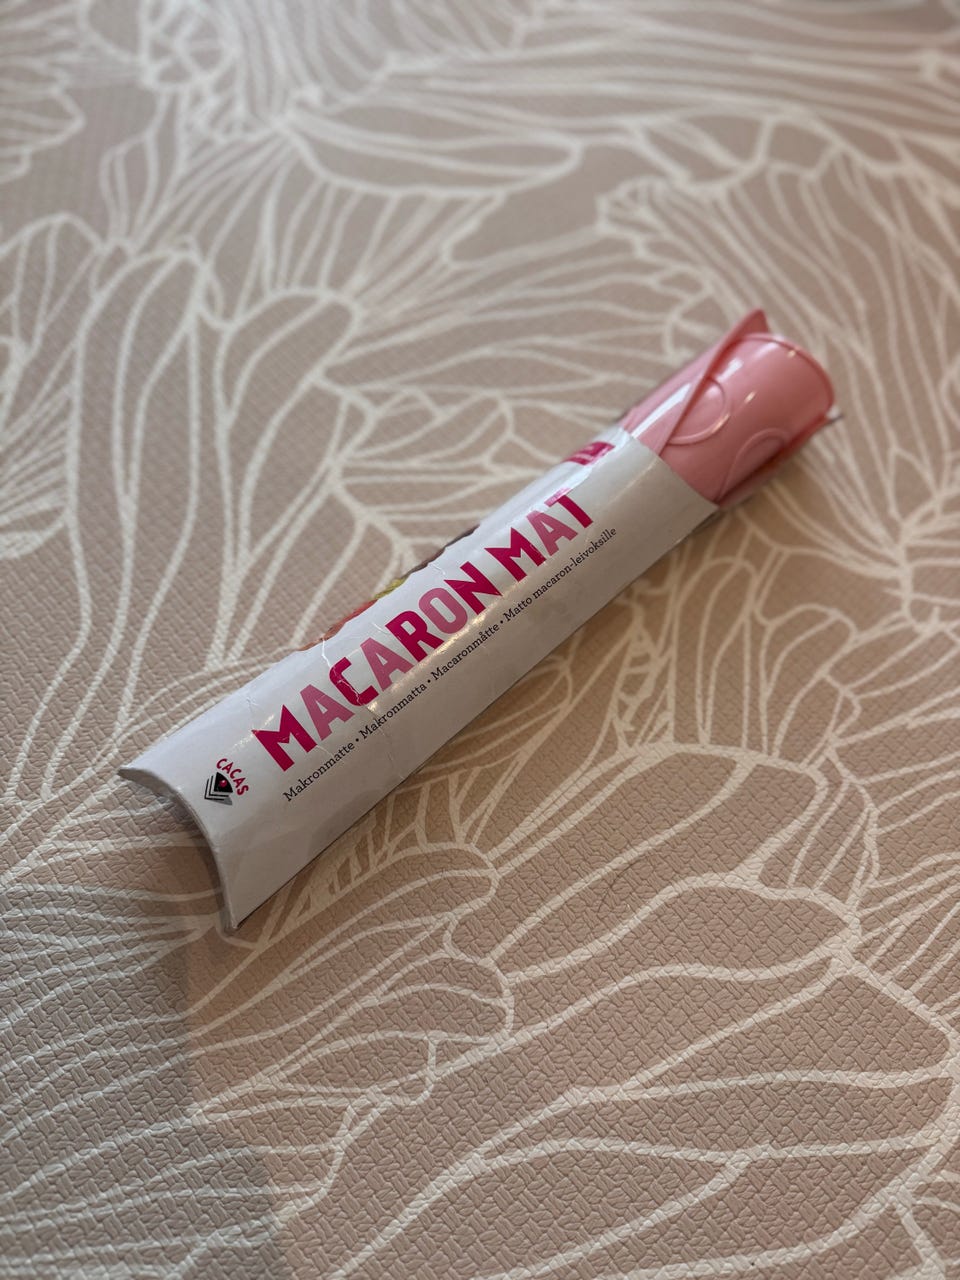 MACARON MAT
Makronmatte • Makronmatta • Macaronmåtte • Matto macaron-leivoksille
CACAS